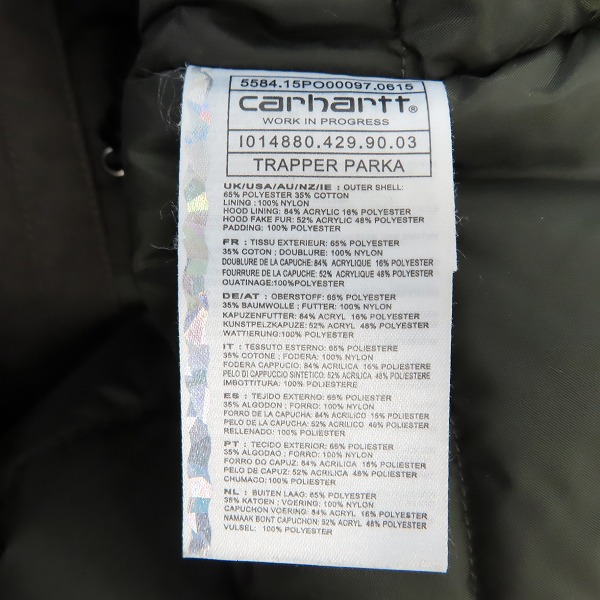 5584.15PO00097.0615
carhartt®
WORK IN PROGRESS
I014880.429.90.03
TRAPPER PARKA
UK/USA/AU/NZ/IE : OUTER SHELL:
65% POLYESTER 35% COTTON
LINING : 100% NYLON
HOOD LINING: 84% ACRYLIC 16% POLYESTER
HOOD FAKE FUR: 52% ACRYLIC 48% POLYESTER
PADDING: 100% POLYESTER
FR : TISSU EXTERIEUR: 65% POLYESTER
35% COTON ; DOUBLURE: 100% NYLON
DOUBLURE DE LA CAPUCHE: 84% ACRYLIQUE 16% POLYESTER
FOURRURE DE LA CAPUCHE: 52% ACRYLIQUE 48% POLYESTER
OUATINAGE:100%POLYESTER
DE/AT : OBERSTOFF: 65% POLYESTER
35% BAUMWOLLE ; FUTTER: 100% NYLON
KAPUZENFUTTER: 84% ACRYL 16% POLYESTER
KUNSTPELZKAPUZE: 52% ACRYL 48% POLYESTER
WATTIERUNG:100% POLYESTER
IT : TESSUTO ESTERNO: 65% POLIESTERE
35% COTONE ; FODERA: 100% NYLON
FODERA CAPPUCCIO: 84% ACRILICA 16% POLIESTERE
PELO DI CAPPUCCIO SINTETICO: 52% ACRILICA 48% POLIESTERE
IMBOTTITURA: 100% POLIESTERE
ES : TEJIDO EXTERIOR: 65% POLIESTER
35% ALGODON ; FORRO: 100% NYLON
FORRO DE LA CAPUCHA: 84% ACRILICO 16% POLIESTER
PELO DE LA CAPUCHA: 52% ACRILICO 48% POLIESTER
RELLENADO: 100% POLIESTER
PT : TECIDO EXTERIOR: 65% POLIESTER
35% ALGODAO ; FORRO: 100% NYLON
FORRO DO CAPUZ: 84% ACRILICA 16% POLIESTER
PELO DE CAPUZ: 52% ACRILICA 48% POLIESTER
CHUMACO: 100% POLIESTER
NL : BUITEN LAAG: 65% POLYESTER
35% KATOEN ; VOERING: 100% NYLON
CAPUCHON VOERING: 84% ACRYL 16% POLYESTER
NAMAAK BONT CAPUCHON: 52% ACRYL 48% POLYESTER
VULSEL: 100% POLYESTER